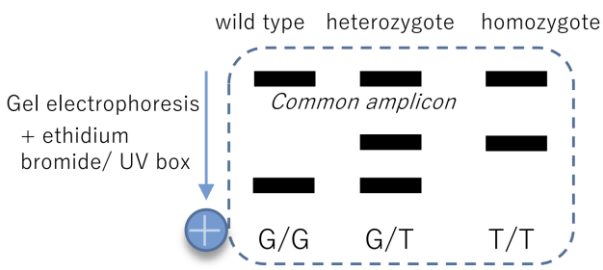 wild type heterozygote homozygote
Gel electrophoresis
+ ethidium
bromide/ UV box
Common amplicon
G/G G/T T/T